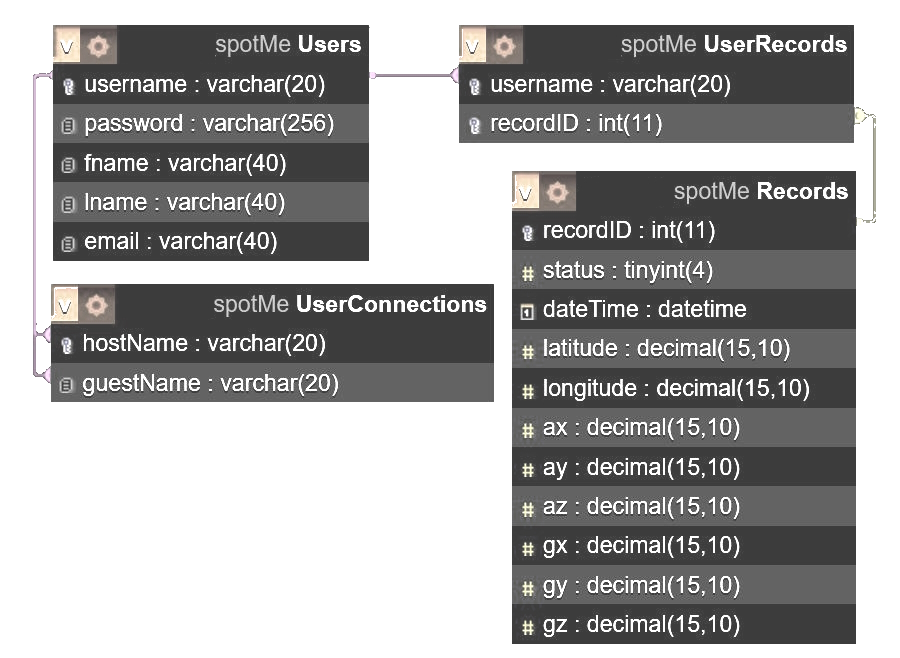 v spotMe Users
username : varchar(20)
password : varchar(256)
fname : varchar(40)
lname : varchar(40)
email : varchar(40)
v spotMe UserRecords
username : varchar(20)
recordID : int(11)
v spotMe Records
recordID : int(11)
status : tinyint(4)
dateTime : datetime
latitude : decimal(15,10)
longitude : decimal(15,10)
ax : decimal(15,10)
ay : decimal(15,10)
az : decimal(15,10)
gx : decimal(15,10)
gy : decimal(15,10)
gz : decimal(15,10)
v spotMe UserConnections
hostName : varchar(20)
guestName : varchar(20)